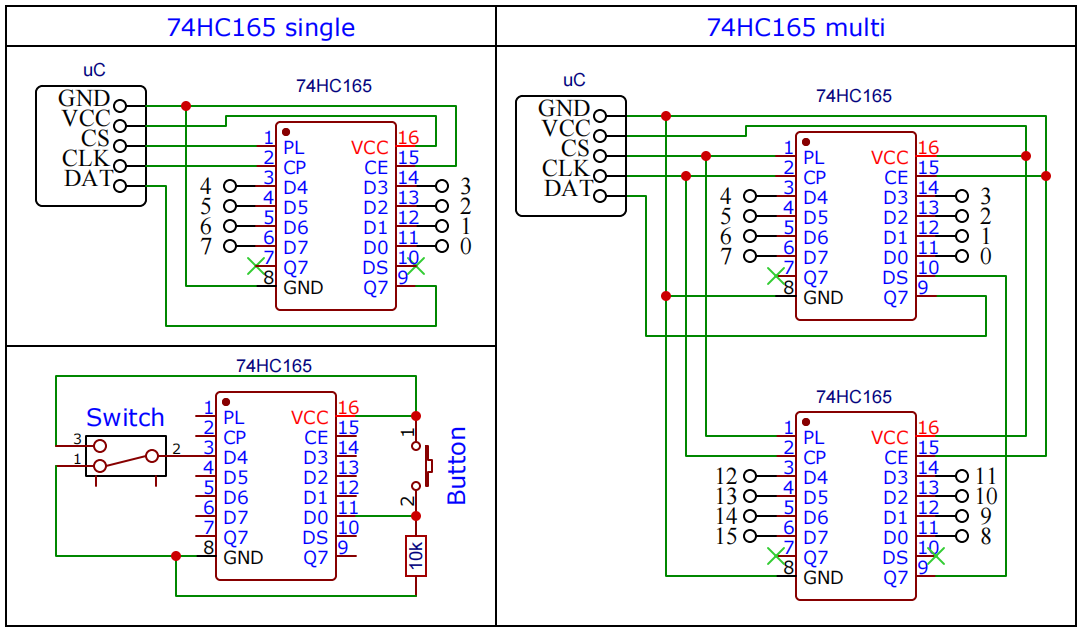 74HC165 single
uC
GND
VCC
CS
CLK
DAT
74HC165
1 PL VCC 16
2 CP CE 15
4 3 D4 D3 14 3
5 4 D5 D2 13 2
6 5 D6 D1 12 1
7 6 D7 D0 11 0
7 Q7 DS 10
8 GND Q7 9
74HC165
Switch
3
1
2
1 PL VCC 16
2 CP CE 15
3 D4 D3 14
4 D5 D2 13
5 D6 D1 12
6 D7 D0 11
7 Q7 DS 10
8 GND Q7 9
1
2
Button
10k
74HC165 multi
uC
GND
VCC
CS
CLK
DAT
74HC165
1 PL VCC 16
2 CP CE 15
4 3 D4 D3 14 3
5 4 D5 D2 13 2
6 5 D6 D1 12 1
7 6 D7 D0 11 0
7 Q7 DS 10
8 GND Q7 9
74HC165
1 PL VCC 16
2 CP CE 15
12 3 D4 D3 14 11
13 4 D5 D2 13 10
14 5 D6 D1 12 9
15 6 D7 D0 11 8
7 Q7 DS 10
8 GND Q7 9